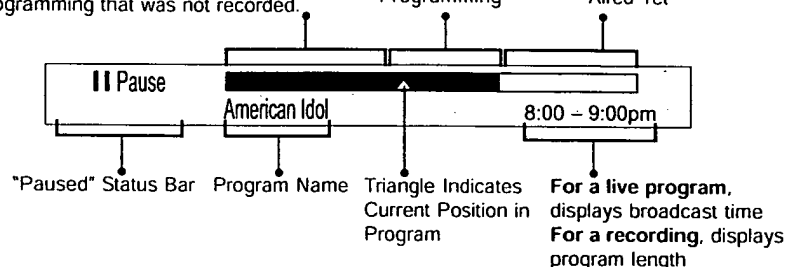 ogramming that was not recorded.
Programming
Aired Yet
Pause
American Idol
8:00 – 9:00pm
"Paused" Status Bar
Program Name
Triangle Indicates
Current Position in
Program
For a live program,
displays broadcast time
For a recording, displays
program length